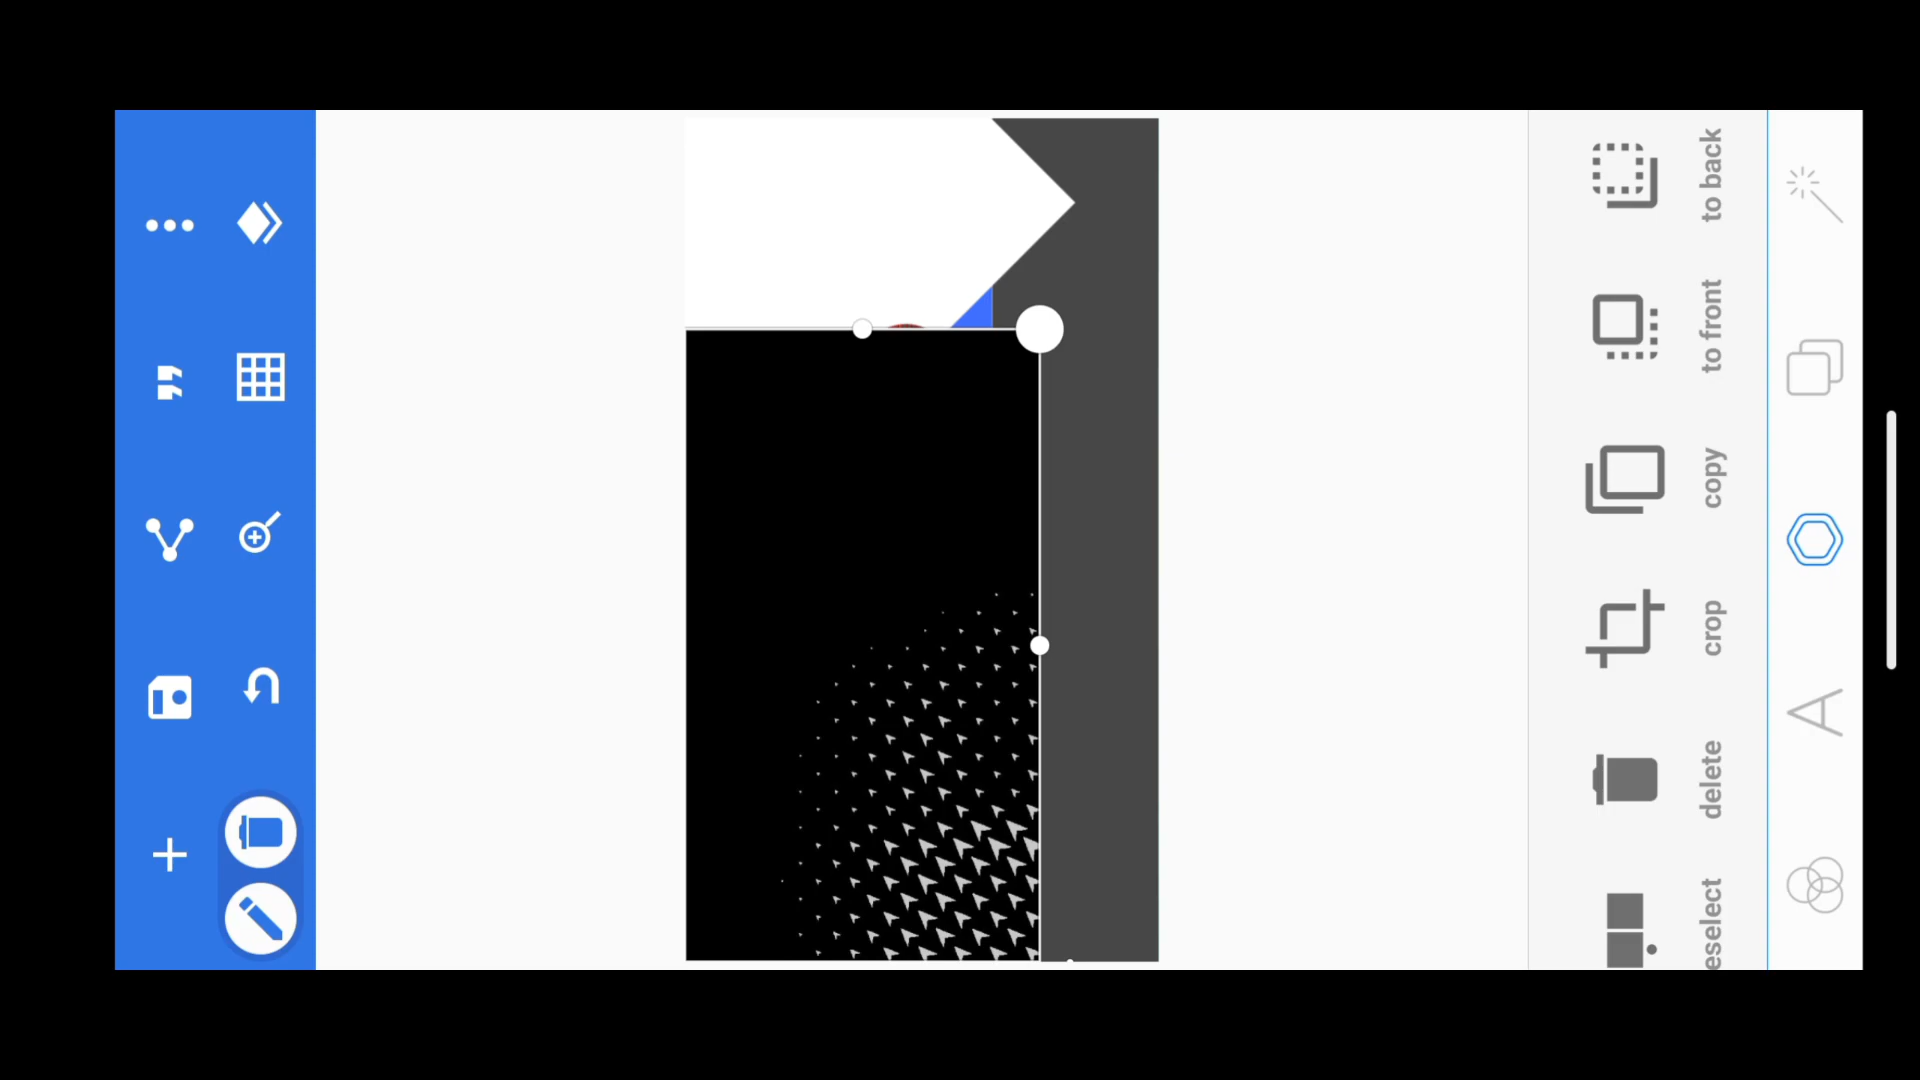 to back
to front
copy
crop
delete
eselect